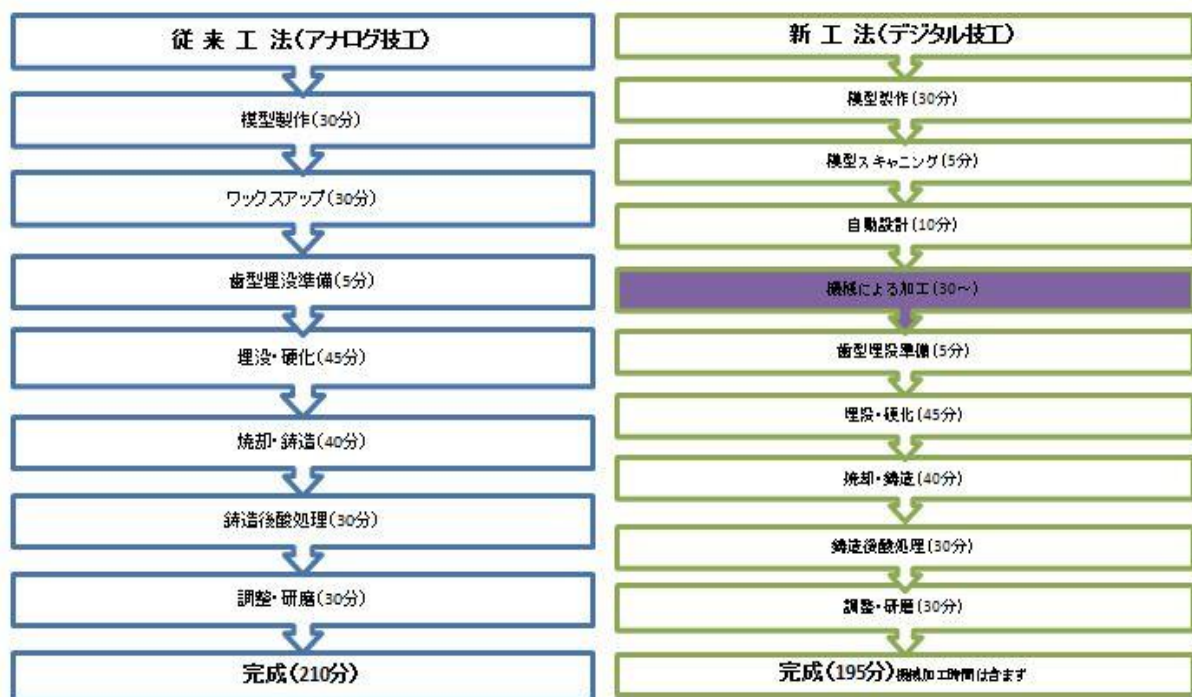 従来工法(アナログ技工)
模型製作(30分)
ワックスアップ(30分)
歯型埋没準備(5分)
埋没・硬化(45分)
焼却・鋳造(40分)
鋳造後酸処理(30分)
調整・研磨(30分)
完成(210分)
新工法(デジタル技工)
模型製作(30分)
模型スキャニング(5分)
自動設計(10分)
機械による加工(30～)
歯型埋没準備(5分)
埋没・硬化(45分)
焼却・鋳造(40分)
鋳造後酸処理(30分)
調整・研磨(30分)
完成(195分)機械加工時間は含まず